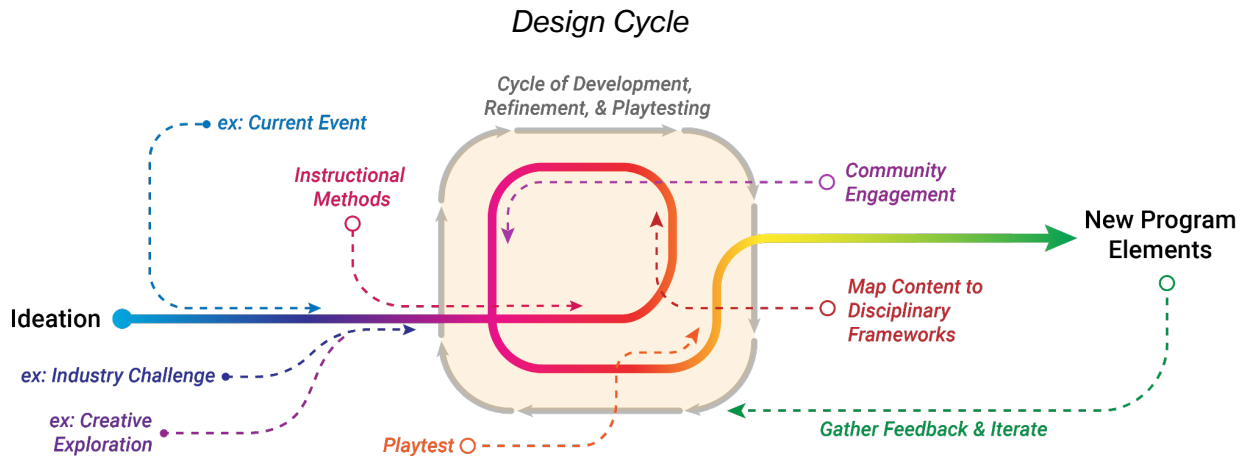 Design Cycle
Cycle of Development,
Refinement, & Playtesting
ex: Current Event
Instructional
Methods
Community
Engagement
New Program
Elements
Ideation
Map Content to
Disciplinary
Frameworks
ex: Industry Challenge
ex: Creative
Exploration
Playtest
Gather Feedback & Iterate